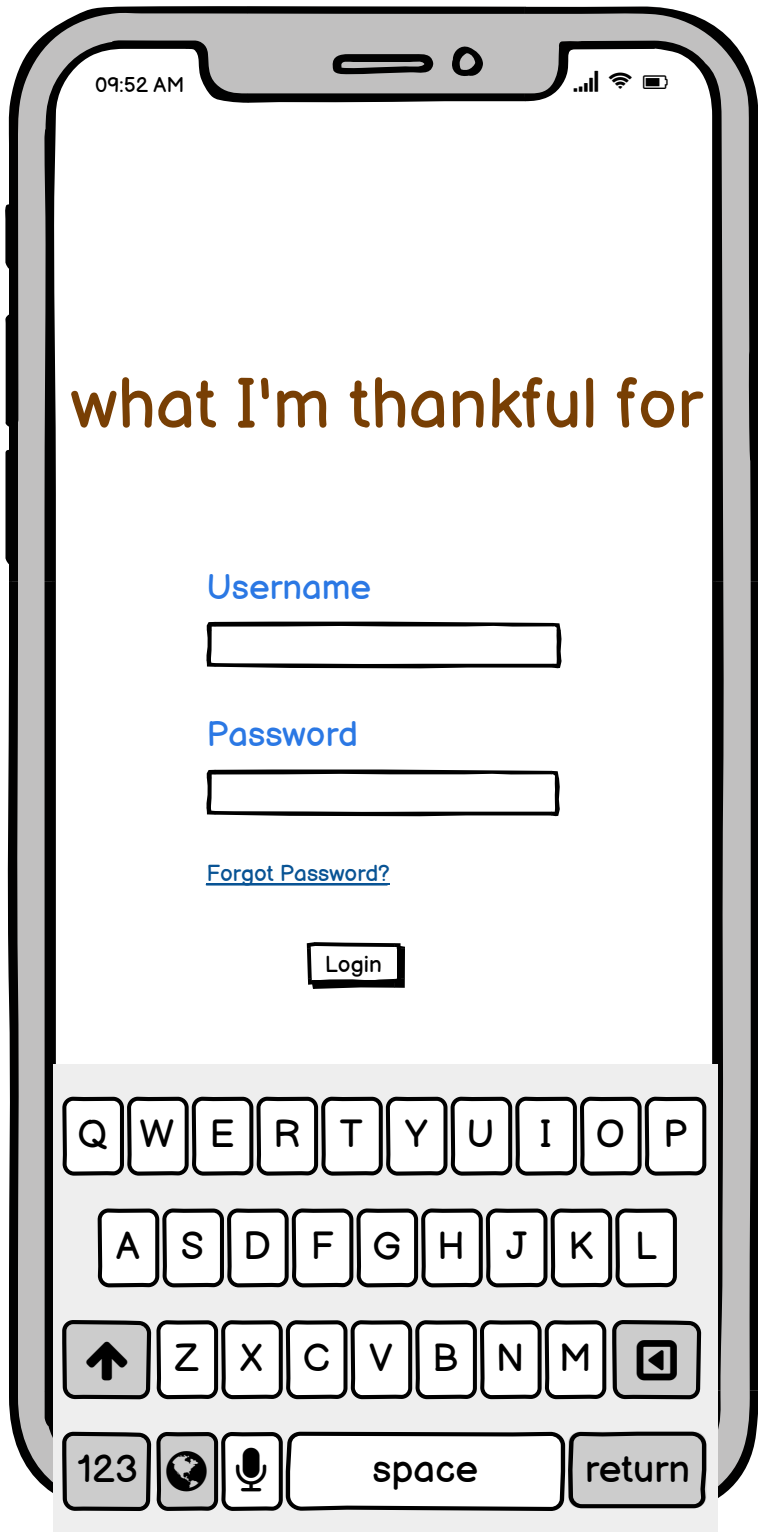 09:52 AM
what I'm thankful for
Username
Password
Forgot Password?
Login
Q W E R T Y U I O P
A S D F G H J K L
Z X C V B N M
123 space return